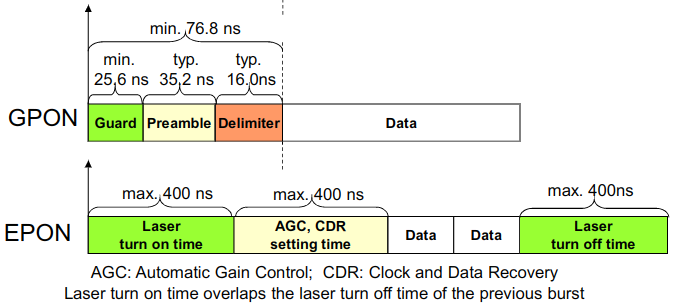 min. 76.8 ns
min. typ. typ.
25.6 ns 35.2 ns 16.0ns
GPON Guard Preamble Delimiter Data
max. 400 ns max. 400 ns max. 400ns
EPON
Laser turn on time
AGC, CDR setting time
Data
Data
Laser turn off time
AGC: Automatic Gain Control; CDR: Clock and Data Recovery
Laser turn on time overlaps the laser turn off time of the previous burst